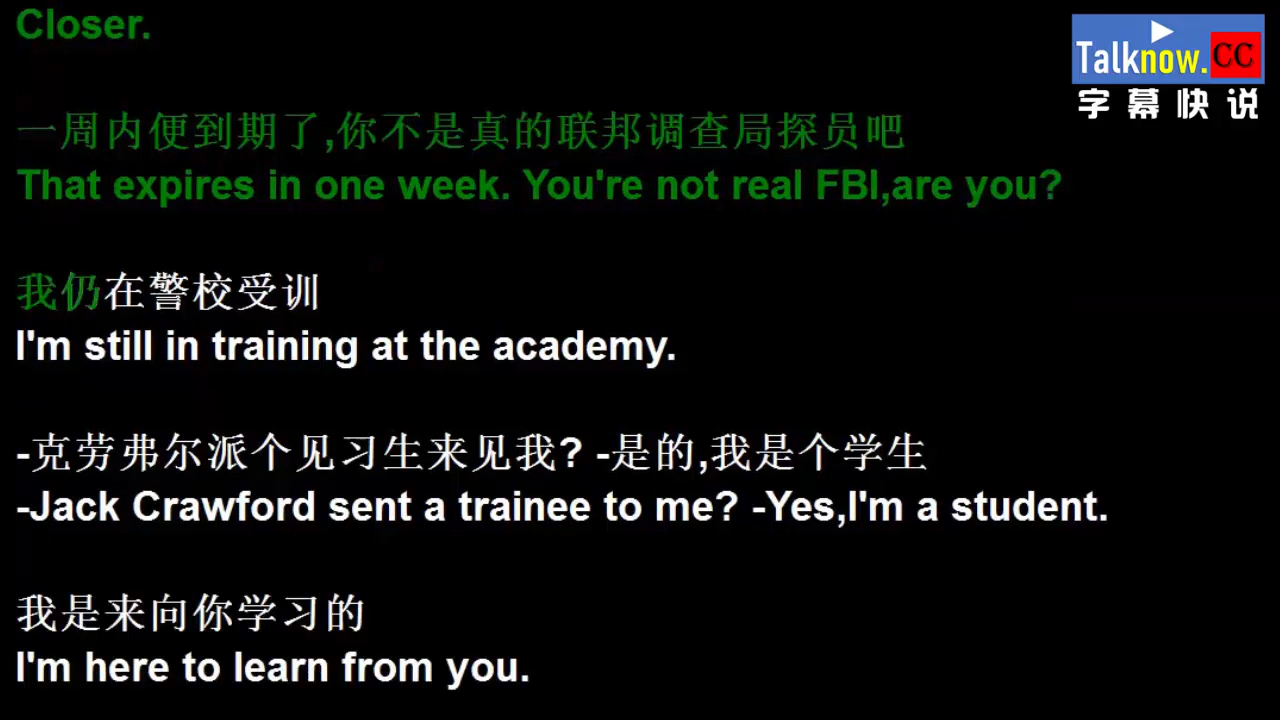 Closer.
Talknow.CC
字幕快说
一周内便到期了,你不是真的联邦调查局探员吧
That expires in one week. You're not real FBI,are you?
我仍在警校受训
I'm still in training at the academy.
-克劳弗尔派个见习生来见我? -是的,我是个学生
-Jack Crawford sent a trainee to me? -Yes,I'm a student.
我是来向你学习的
I'm here to learn from you.